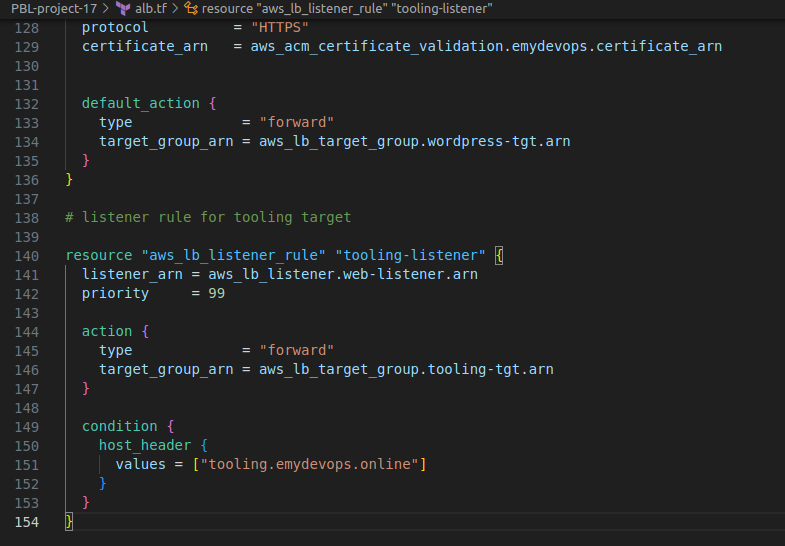 PBL-project-17 > alb.tf > resource "aws_lb_listener_rule" "tooling-listener"
128 protocol = "HTTPS"
129 certificate_arn = aws_acm_certificate_validation.emydevops.certificate_arn
130
131
132 default_action {
133 type = "forward"
134 target_group_arn = aws_lb_target_group.wordpress-tgt.arn
135 }
136 }
137
138 # listener rule for tooling target
139
140 resource "aws_lb_listener_rule" "tooling-listener" {
141 listener_arn = aws_lb_listener.web-listener.arn
142 priority = 99
143
144 action {
145 type = "forward"
146 target_group_arn = aws_lb_target_group.tooling-tgt.arn
147 }
148
149 condition {
150 host_header {
151 values = ["tooling.emydevops.online"]
152 }
153 }
154 }